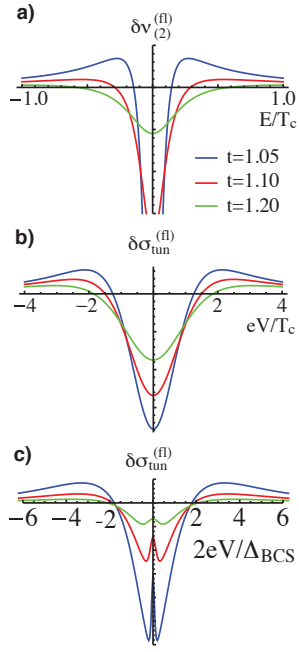 a) δν(2)^(fl)
-1.0 1.0
E/Tc
t=1.05
t=1.10
t=1.20
b) δσtun^(fl)
-4 -2 2 4
eV/Tc
c) δσtun^(fl)
-6 -4 -2 2 4 6
2eV/ΔBCS